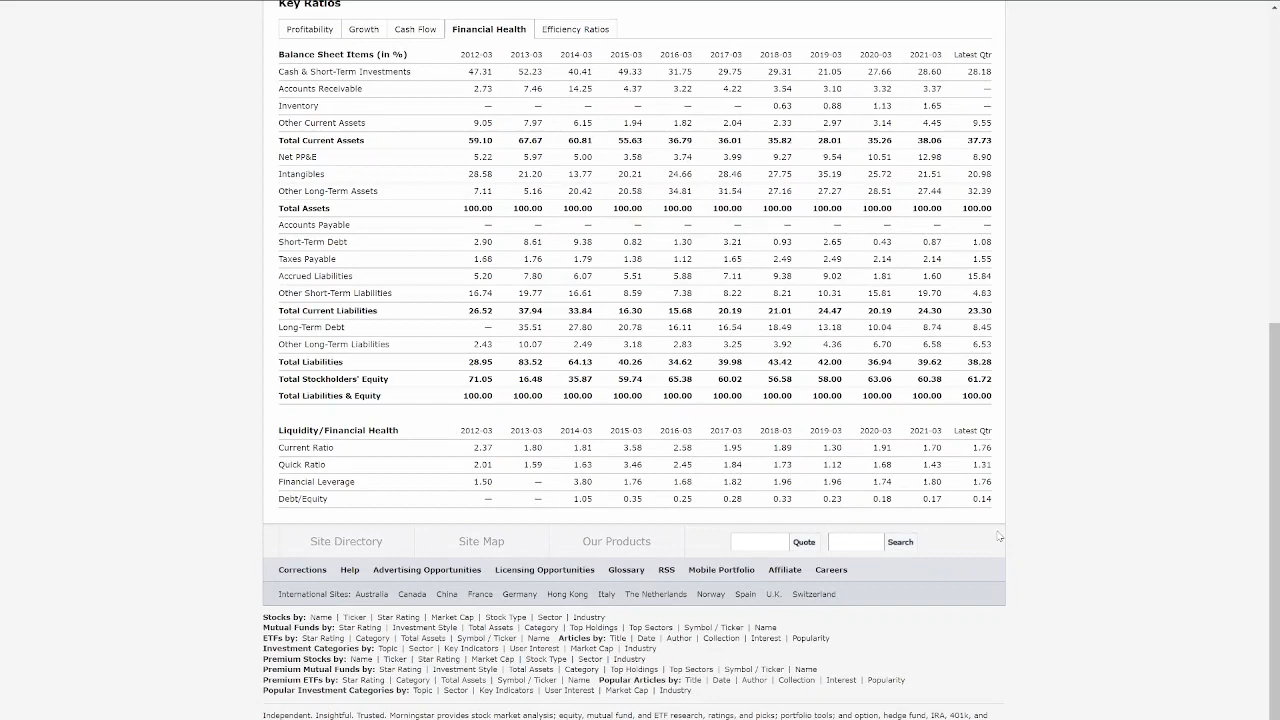 Key Ratios
Profitability Growth Cash Flow Financial Health Efficiency Ratios
Balance Sheet Items (in %) 2012-03 2013-03 2014-03 2015-03 2016-03 2017-03 2018-03 2019-03 2020-03 2021-03 Latest Qtr
Cash & Short-Term Investments 47.31 52.23 40.41 49.33 31.75 29.75 29.31 21.05 27.66 28.60 28.18
Accounts Receivable 2.73 7.46 14.25 4.37 3.22 4.22 3.54 3.10 3.32 3.37 —
Inventory — — — — — — 0.63 0.88 1.13 1.65 —
Other Current Assets 9.05 7.97 6.15 1.94 1.82 2.04 2.33 2.97 3.14 4.45 9.55
Total Current Assets 59.10 67.67 60.81 55.63 36.79 36.01 35.82 28.01 35.26 38.06 37.73
Net PP&E 5.22 5.97 5.00 3.58 3.74 3.99 9.27 9.54 10.51 12.98 8.90
Intangibles 28.58 21.20 13.77 20.21 24.66 28.46 27.75 35.19 25.72 21.51 20.98
Other Long-Term Assets 7.11 5.16 20.42 20.58 34.81 31.54 27.16 27.27 28.51 27.44 32.39
Total Assets 100.00 100.00 100.00 100.00 100.00 100.00 100.00 100.00 100.00 100.00 100.00
Accounts Payable — — — — — — — — — — —
Short-Term Debt 2.90 8.61 9.38 0.82 1.30 3.21 0.93 2.65 0.43 0.87 1.08
Taxes Payable 1.68 1.76 1.79 1.38 1.12 1.65 2.49 2.49 2.14 2.14 1.55
Accrued Liabilities 5.20 7.80 6.07 5.51 5.88 7.11 9.38 9.02 1.81 1.60 15.84
Other Short-Term Liabilities 16.74 19.77 16.61 8.59 7.38 8.22 8.21 10.31 15.81 19.70 4.83
Total Current Liabilities 26.52 37.94 33.84 16.30 15.68 20.19 21.01 24.47 20.19 24.30 23.30
Long-Term Debt — 35.51 27.80 20.78 16.11 16.54 18.49 13.18 10.04 8.74 8.45
Other Long-Term Liabilities 2.43 10.07 2.49 3.18 2.83 3.25 3.92 4.36 6.70 6.58 6.53
Total Liabilities 28.95 83.52 64.13 40.26 34.62 39.98 43.42 42.00 36.94 39.62 38.28
Total Stockholders' Equity 71.05 16.48 35.87 59.74 65.38 60.02 56.58 58.00 63.06 60.38 61.72
Total Liabilities & Equity 100.00 100.00 100.00 100.00 100.00 100.00 100.00 100.00 100.00 100.00 100.00
Liquidity/Financial Health 2012-03 2013-03 2014-03 2015-03 2016-03 2017-03 2018-03 2019-03 2020-03 2021-03 Latest Qtr
Current Ratio 2.37 1.80 1.81 3.58 2.58 1.95 1.89 1.30 1.91 1.70 1.76
Quick Ratio 2.01 1.59 1.63 3.46 2.45 1.84 1.73 1.12 1.68 1.43 1.31
Financial Leverage 1.50 — 3.80 1.76 1.68 1.82 1.96 1.96 1.74 1.80 1.76
Debt/Equity — — 1.05 0.35 0.25 0.28 0.33 0.23 0.18 0.17 0.14
Site Directory Site Map Our Products Quote Search
Corrections Help Advertising Opportunities Licensing Opportunities Glossary RSS Mobile Portfolio Affiliate Careers
International Sites: Australia Canada China France Germany Hong Kong Italy The Netherlands Norway Spain U.K. Switzerland
Stocks by: Name | Ticker | Star Rating | Market Cap | Stock Type | Sector | Industry
Mutual Funds by: Star Rating | Investment Style | Total Assets | Category | Top Holdings | Top Sectors | Symbol / Ticker | Name
ETFs by: Star Rating | Category | Total Assets | Symbol / Ticker | Name Articles by: Title | Date | Author | Collection | Interest | Popularity
Investment Categories by: Topic | Sector | Key Indicators | User Interest | Market Cap | Industry
Premium Stocks by: Name | Ticker | Star Rating | Market Cap | Stock Type | Sector | Industry
Premium Mutual Funds by: Star Rating | Investment Style | Total Assets | Category | Top Holdings | Top Sectors | Symbol / Ticker | Name
Premium ETFs by: Star Rating | Category | Total Assets | Symbol / Ticker | Name Popular Articles by: Title | Date | Author | Collection | Interest | Popularity
Popular Investment Categories by: Topic | Sector | Key Indicators | User Interest | Market Cap | Industry
Independent. Insightful. Trusted. Morningstar provides stock market analysis; equity, mutual fund, and ETF research, ratings, and picks; portfolio tools; and option, hedge fund, IRA, 401k, and